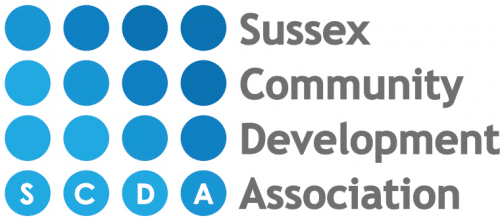 Sussex
Community
Development
S C D A Association